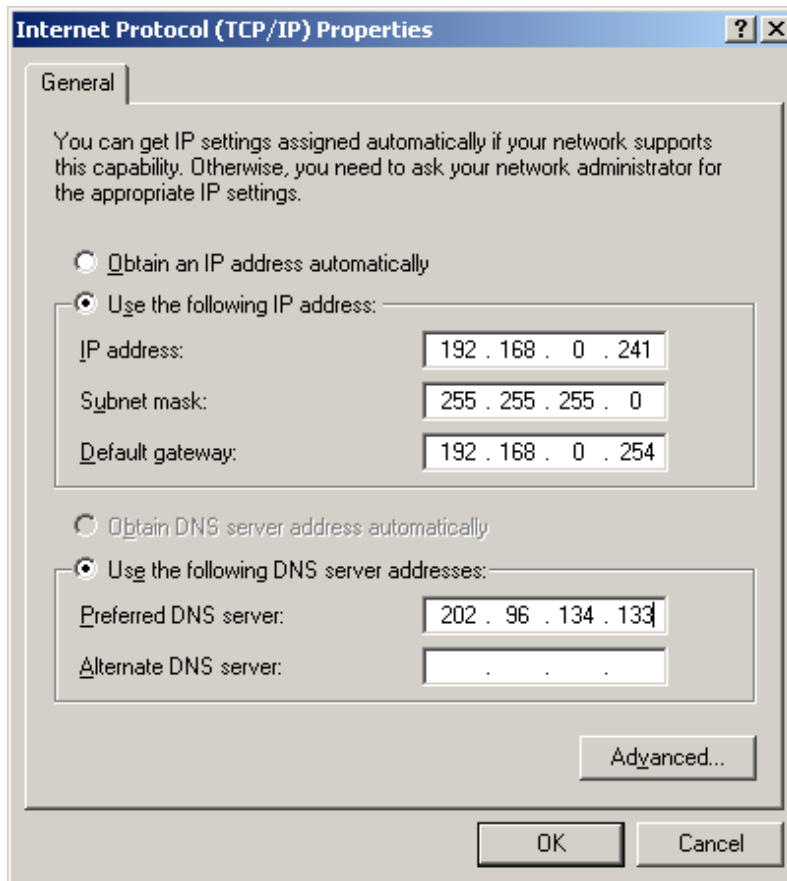 Internet Protocol (TCP/IP) Properties
General
You can get IP settings assigned automatically if your network supports
this capability. Otherwise, you need to ask your network administrator for
the appropriate IP settings.
Obtain an IP address automatically
Use the following IP address:
IP address: 192 . 168 . 0 . 241
Subnet mask: 255 . 255 . 255 . 0
Default gateway: 192 . 168 . 0 . 254
Obtain DNS server address automatically
Use the following DNS server addresses:
Preferred DNS server: 202 . 96 . 134 . 133
Alternate DNS server: . . .
Advanced...
OK Cancel